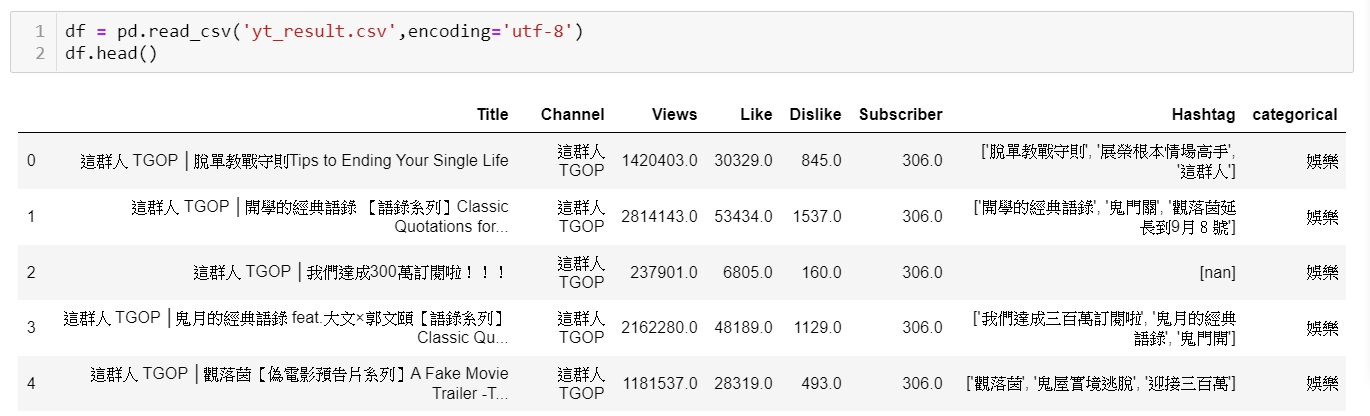 1 df = pd.read_csv('yt_result.csv',encoding='utf-8')
2 df.head()
Title Channel Views Like Dislike Subscriber Hashtag categorical
0 這群人 TGOP │脫單教戰守則Tips to Ending Your Single Life 這群人 TGOP 1420403.0 30329.0 845.0 306.0 ['脫單教戰守則', '展榮根本情場高手', '這群人'] 娛樂
1 這群人 TGOP │開學的經典語錄 【語錄系列】Classic Quotations for... 這群人 TGOP 2814143.0 53434.0 1537.0 306.0 ['開學的經典語錄', '鬼門關', '觀落茵延長到9月 8 號'] 娛樂
2 這群人 TGOP │我們達成300萬訂閱啦！！！ 這群人 TGOP 237901.0 6805.0 160.0 306.0 [nan] 娛樂
3 這群人 TGOP │鬼月的經典語錄 feat.大文×郭文頤【語錄系列】Classic Qu... 這群人 TGOP 2162280.0 48189.0 1129.0 306.0 ['我們達成三百萬訂閱啦', '鬼月的經典語錄', '鬼門開'] 娛樂
4 這群人 TGOP │觀落茵【偽電影預告片系列】A Fake Movie Trailer -T... 這群人 TGOP 1181537.0 28319.0 493.0 306.0 ['觀落茵', '鬼屋實境逃脫', '迎接三百萬'] 娛樂